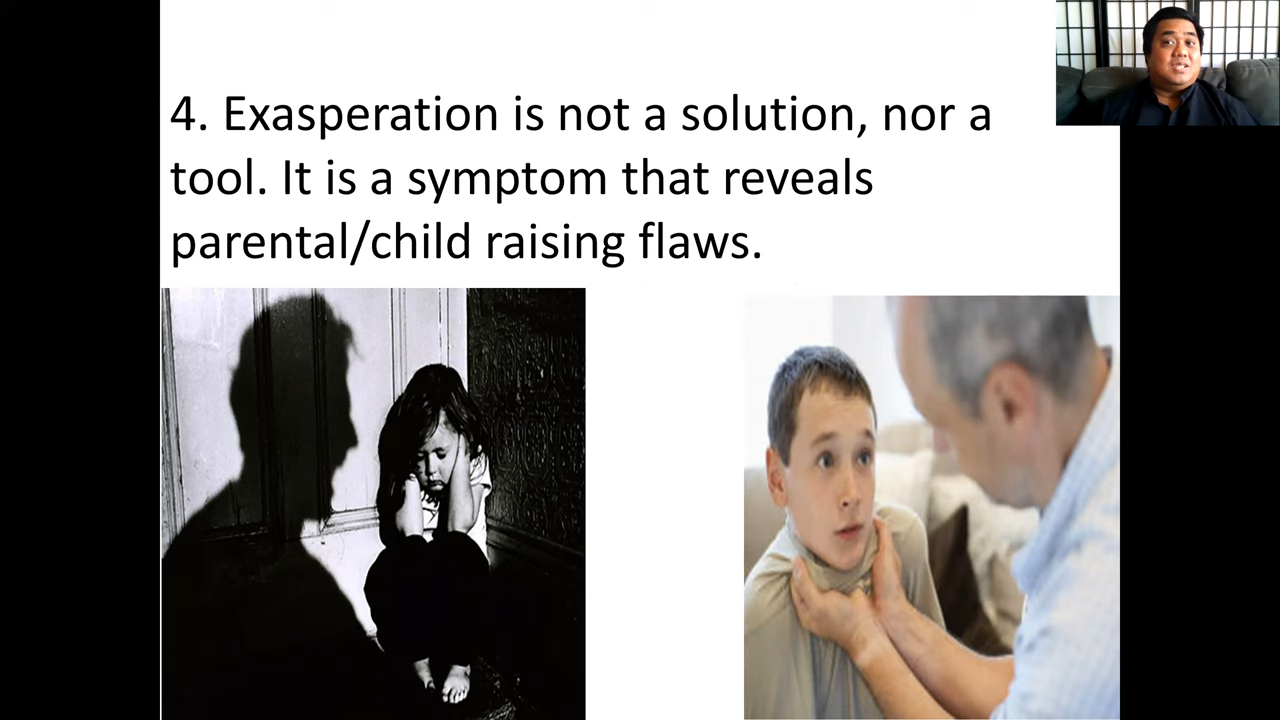 4. Exasperation is not a solution, nor a
tool. It is a symptom that reveals
parental/child raising flaws.